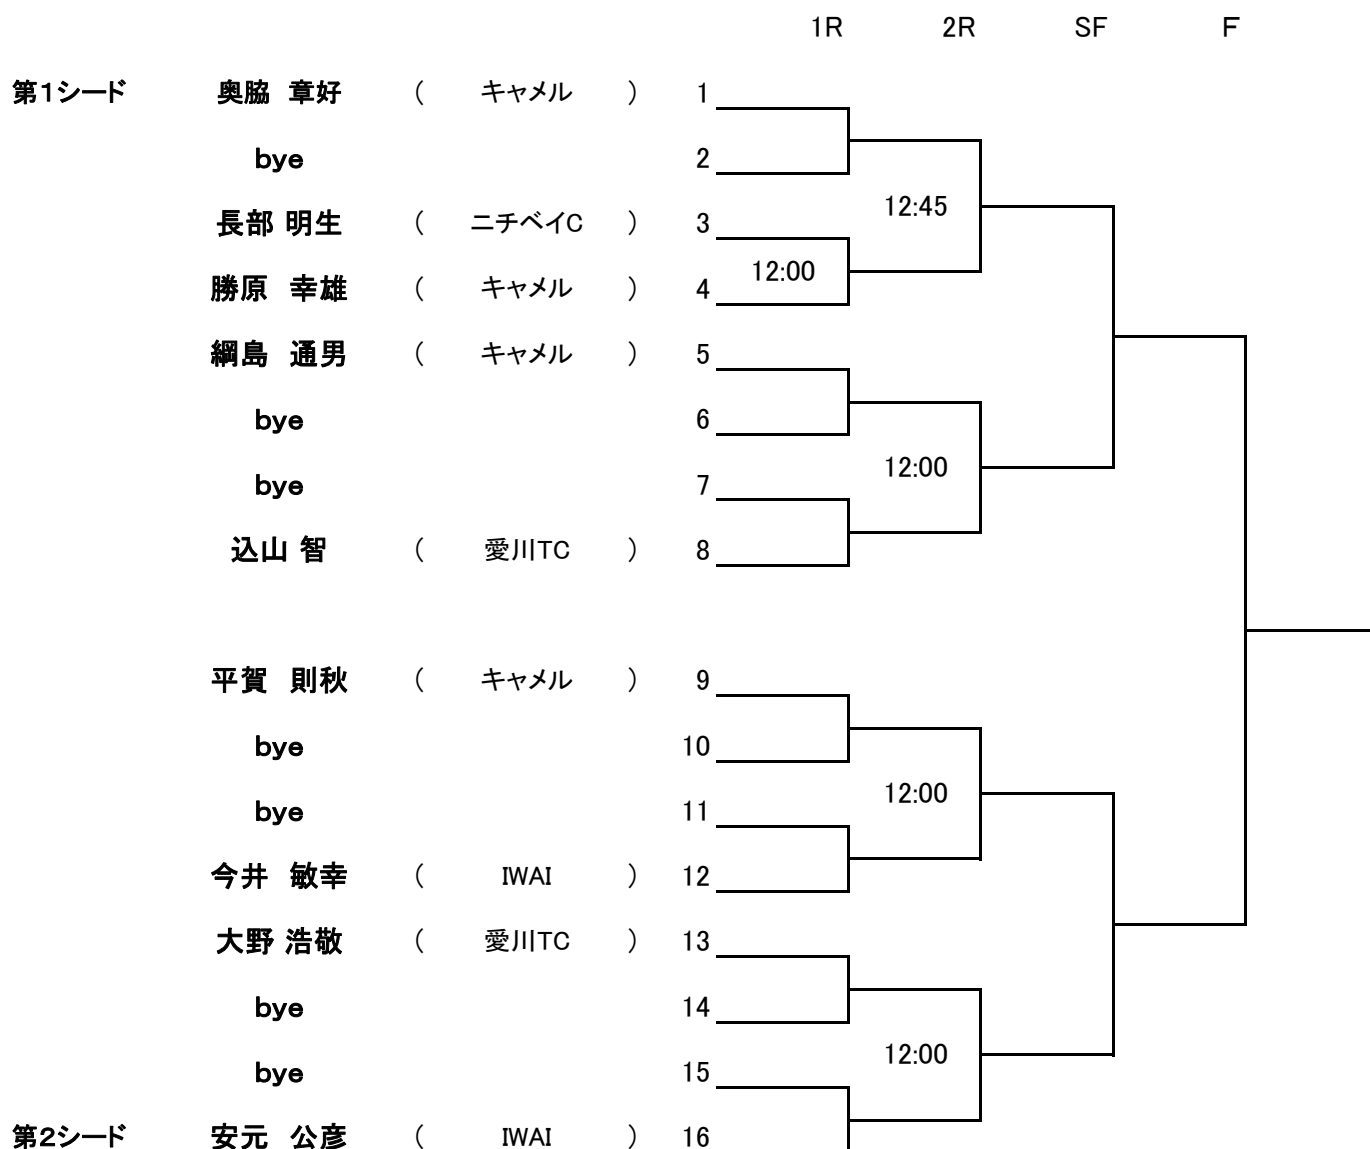 1R 2R SF F
第1シード 奥脇 章好 ( キャメル ) 1
bye 2
12:45
長部 明生 ( ニチベイC ) 3
12:00
勝原 幸雄 ( キャメル ) 4
綱島 通男 ( キャメル ) 5
bye 6
12:00
bye 7
込山 智 ( 愛川TC ) 8
平賀 則秋 ( キャメル ) 9
bye 10
12:00
bye 11
今井 敏幸 ( IWAI ) 12
大野 浩敬 ( 愛川TC ) 13
bye 14
12:00
bye 15
第2シード 安元 公彦 ( IWAI ) 16